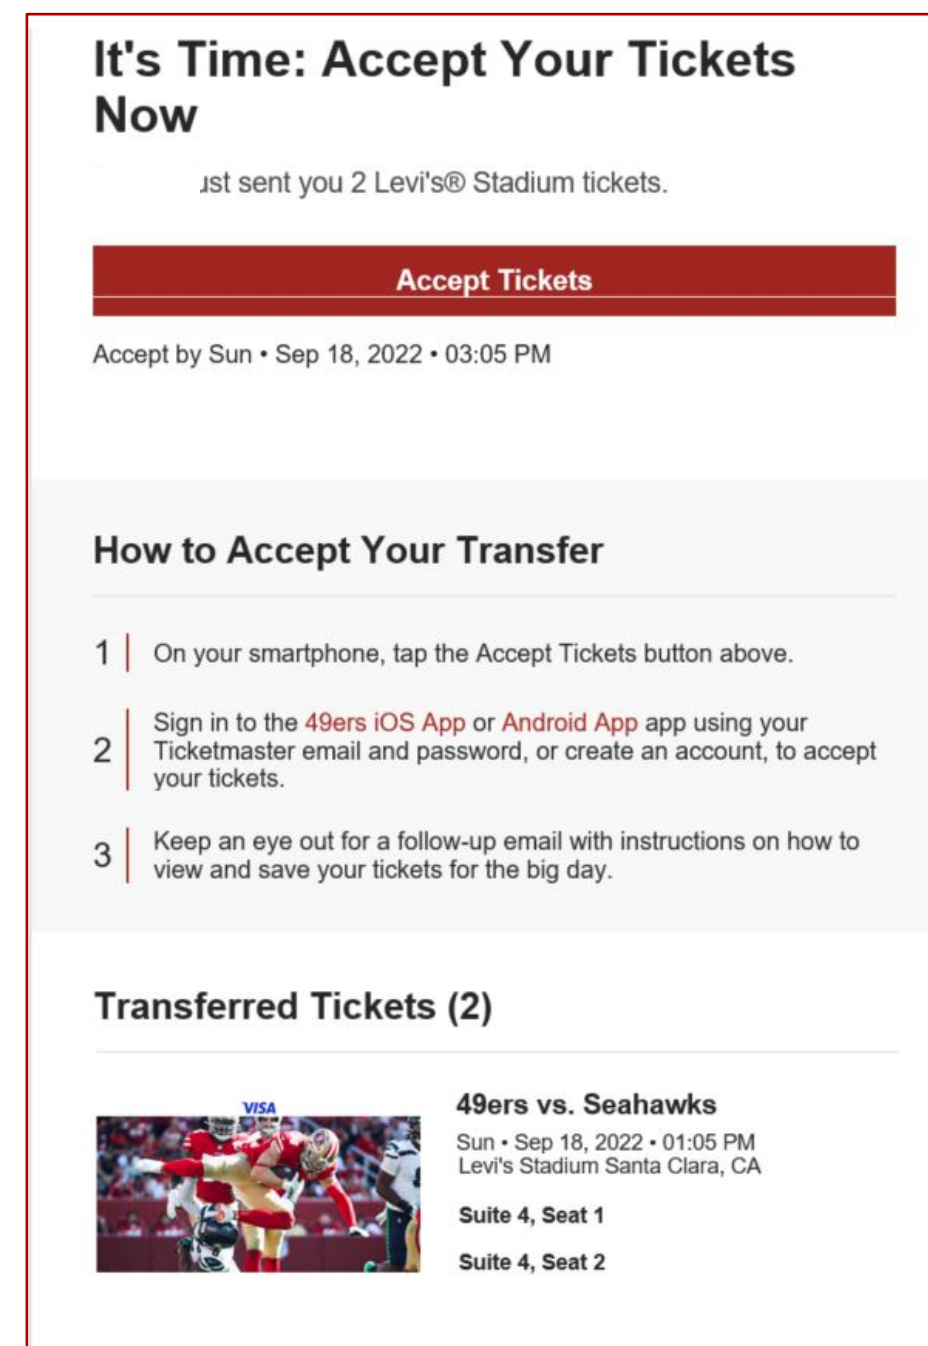 It's Time: Accept Your Tickets
Now
sent you 2 Levi's® Stadium tickets.
Accept Tickets
Accept by Sun • Sep 18, 2022 • 03:05 PM
How to Accept Your Transfer
1 On your smartphone, tap the Accept Tickets button above.
2 Sign in to the 49ers iOS App or Android App app using your
Ticketmaster email and password, or create an account, to accept
your tickets.
3 Keep an eye out for a follow-up email with instructions on how to
view and save your tickets for the big day.
Transferred Tickets (2)
VISA
49ers vs. Seahawks
Sun • Sep 18, 2022 • 01:05 PM
Levi's Stadium Santa Clara, CA
Suite 4, Seat 1
Suite 4, Seat 2